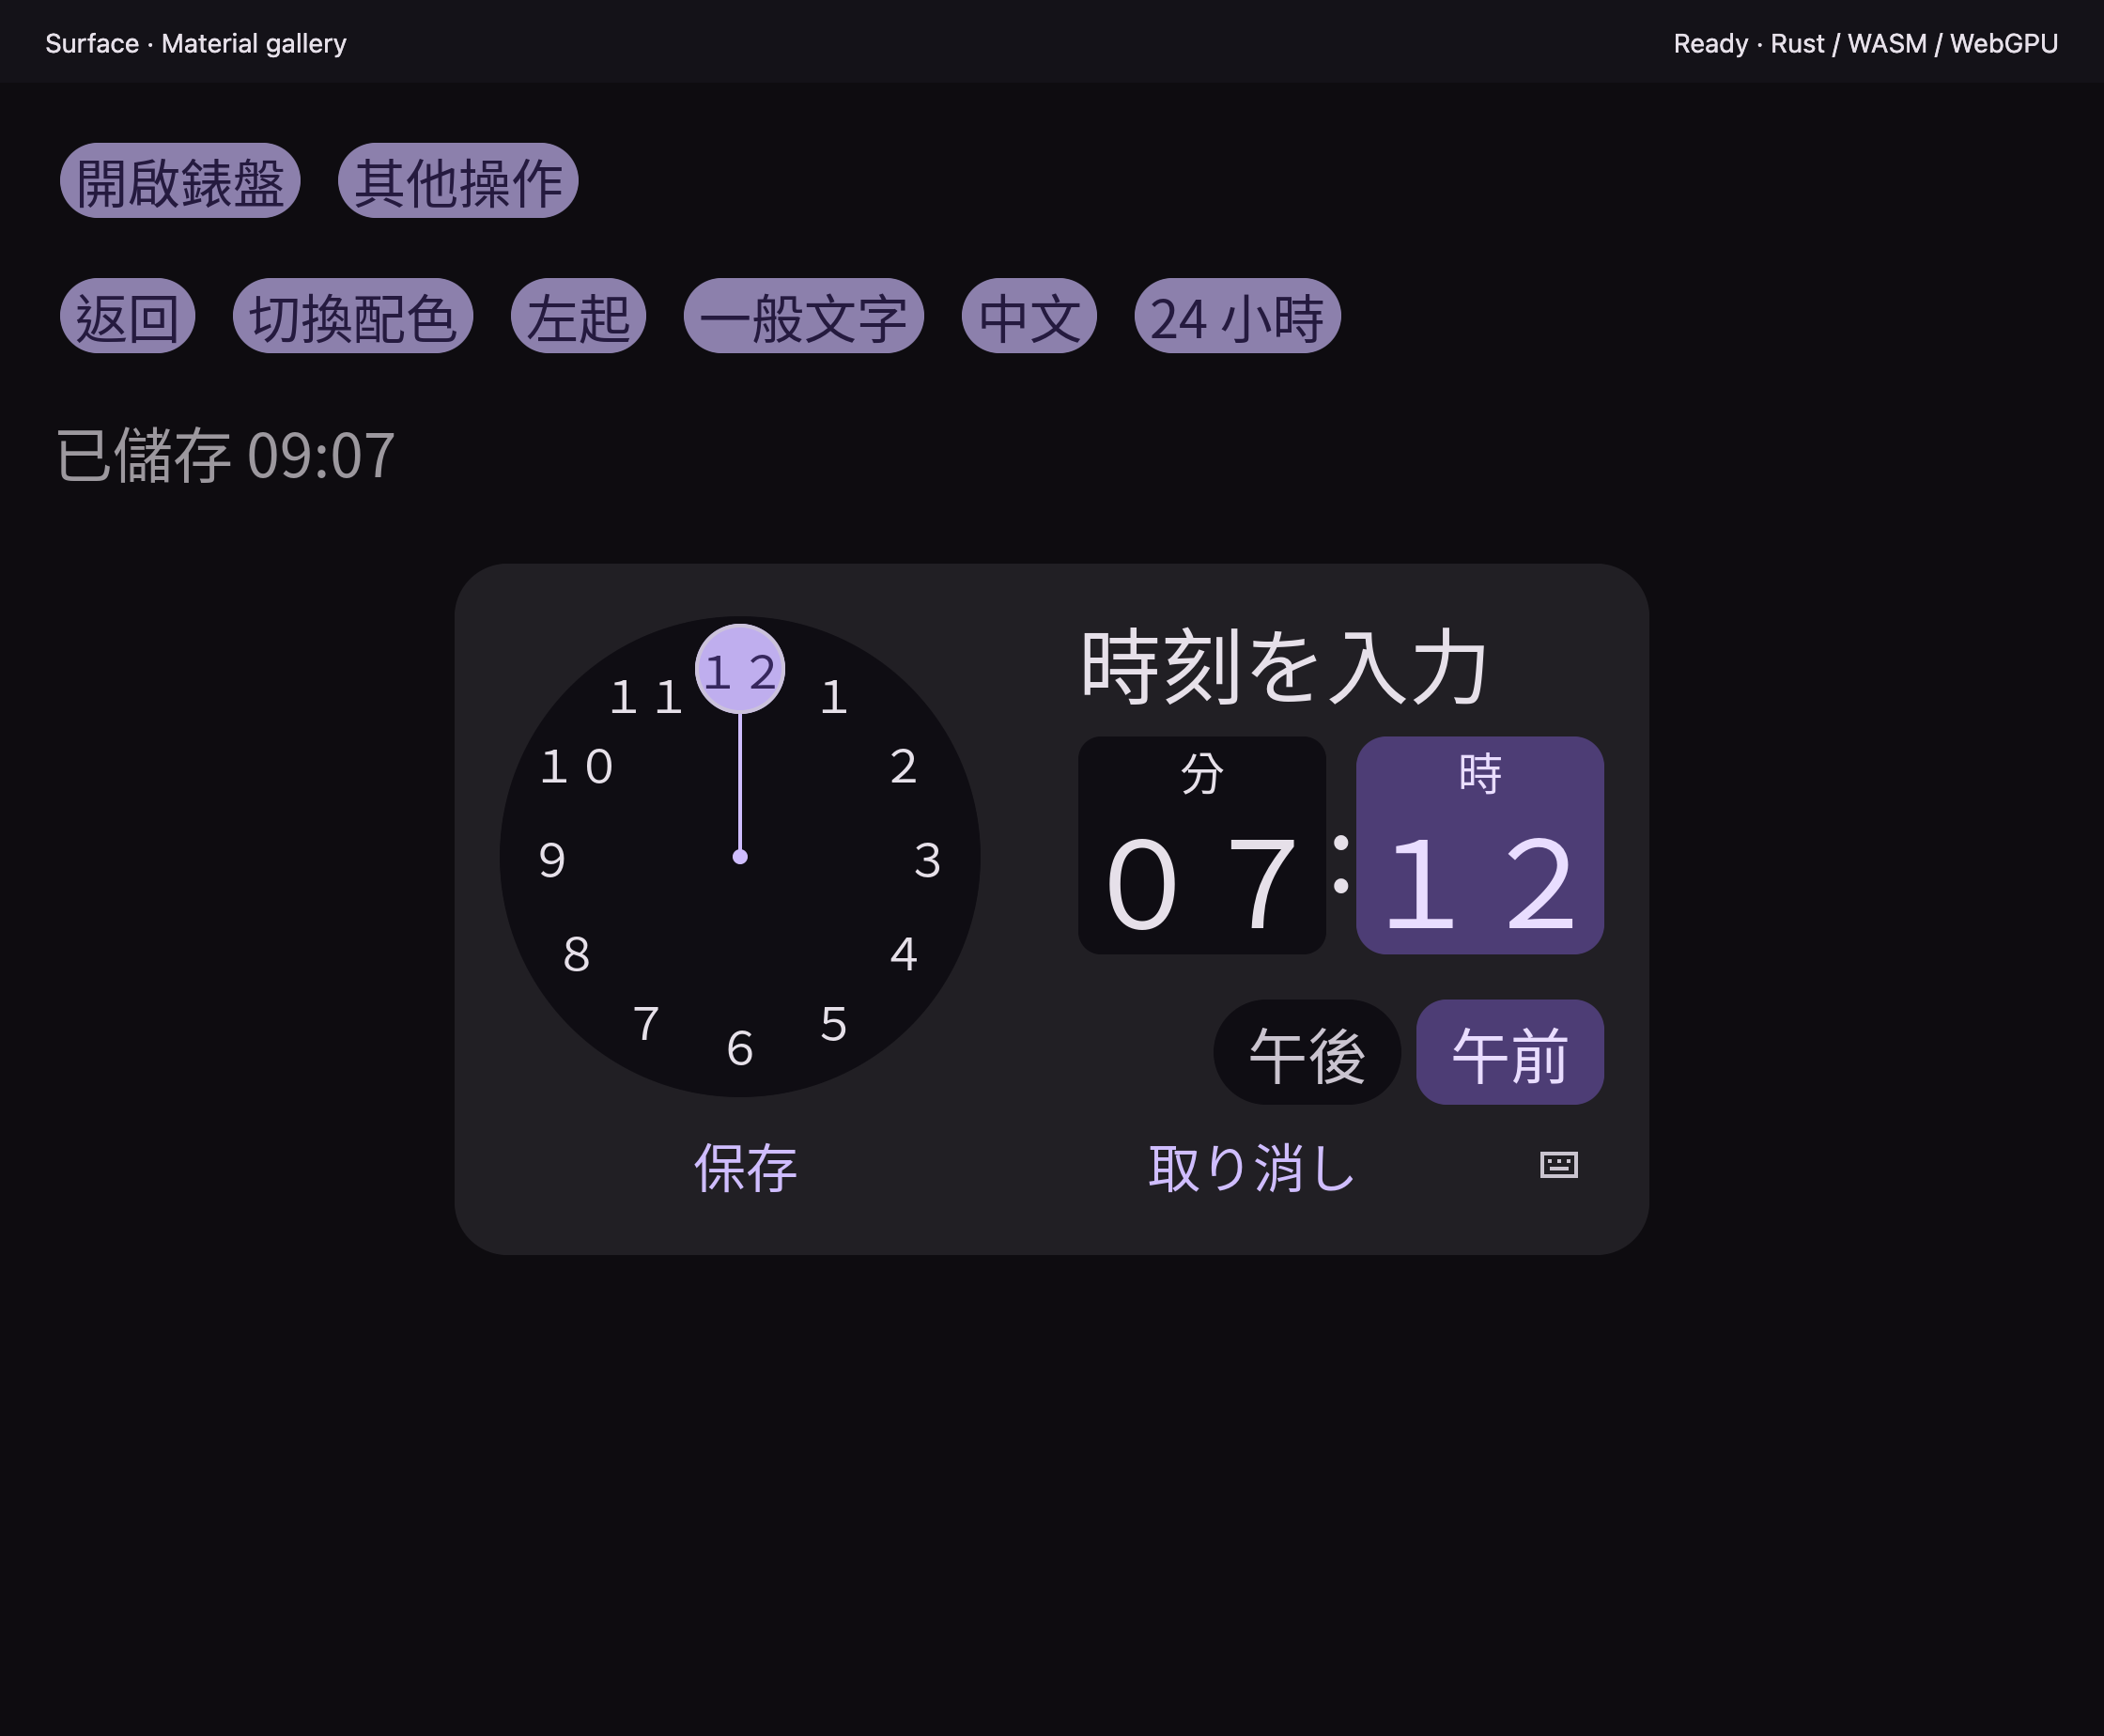 Surface · Material gallery
Ready · Rust / WASM / WebGPU
開啟錶盤 其他操作
返回 切換配色 左起 一般文字 中文 24 小時
已儲存 09:07
時刻を入力
分 時
07:12
午後 午前
12
11 1
10 2
9 3
8 4
7 5
6
保存 取り消し